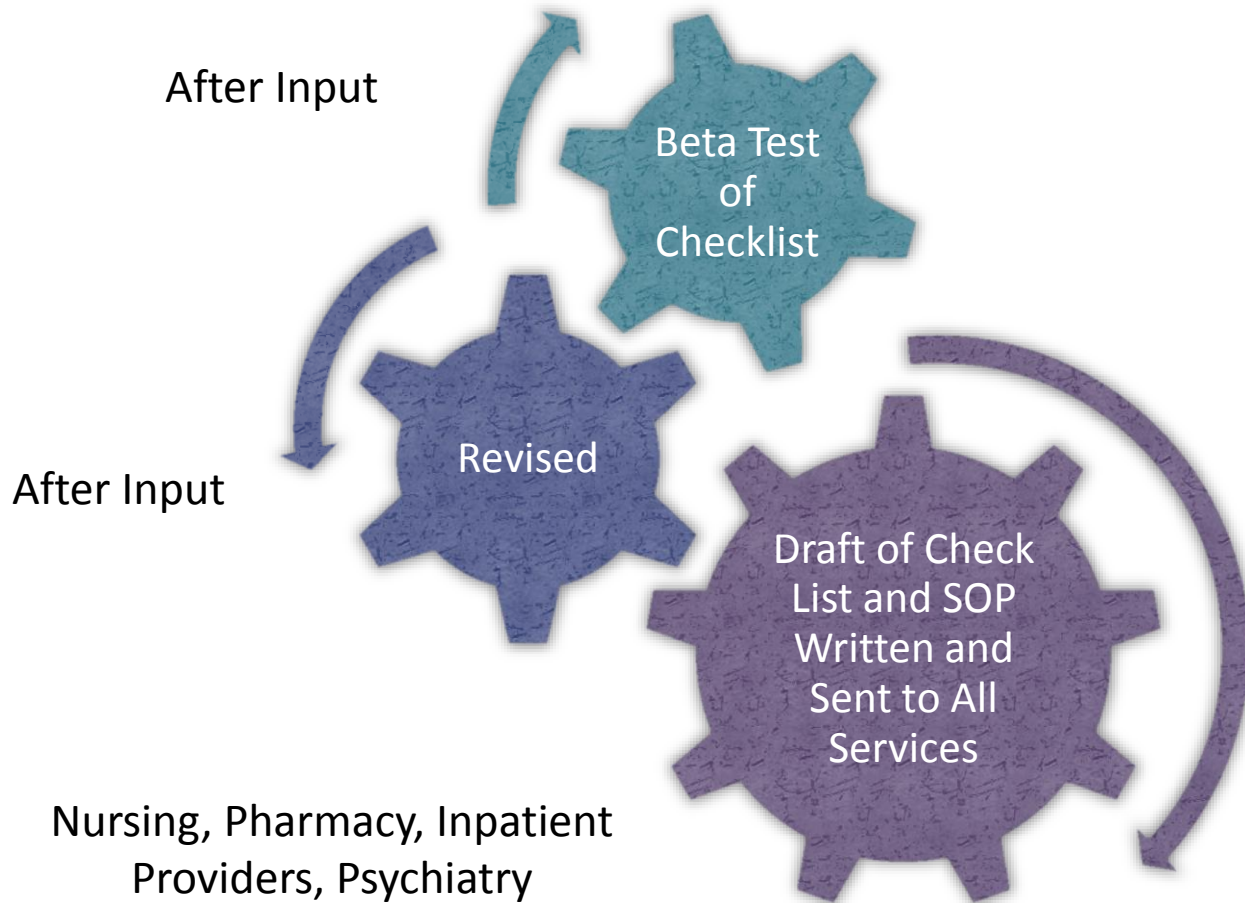 After Input
Beta Test
of
Checklist
Revised
After Input
Draft of Check
List and SOP
Written and
Sent to All
Services
Nursing, Pharmacy, Inpatient
Providers, Psychiatry